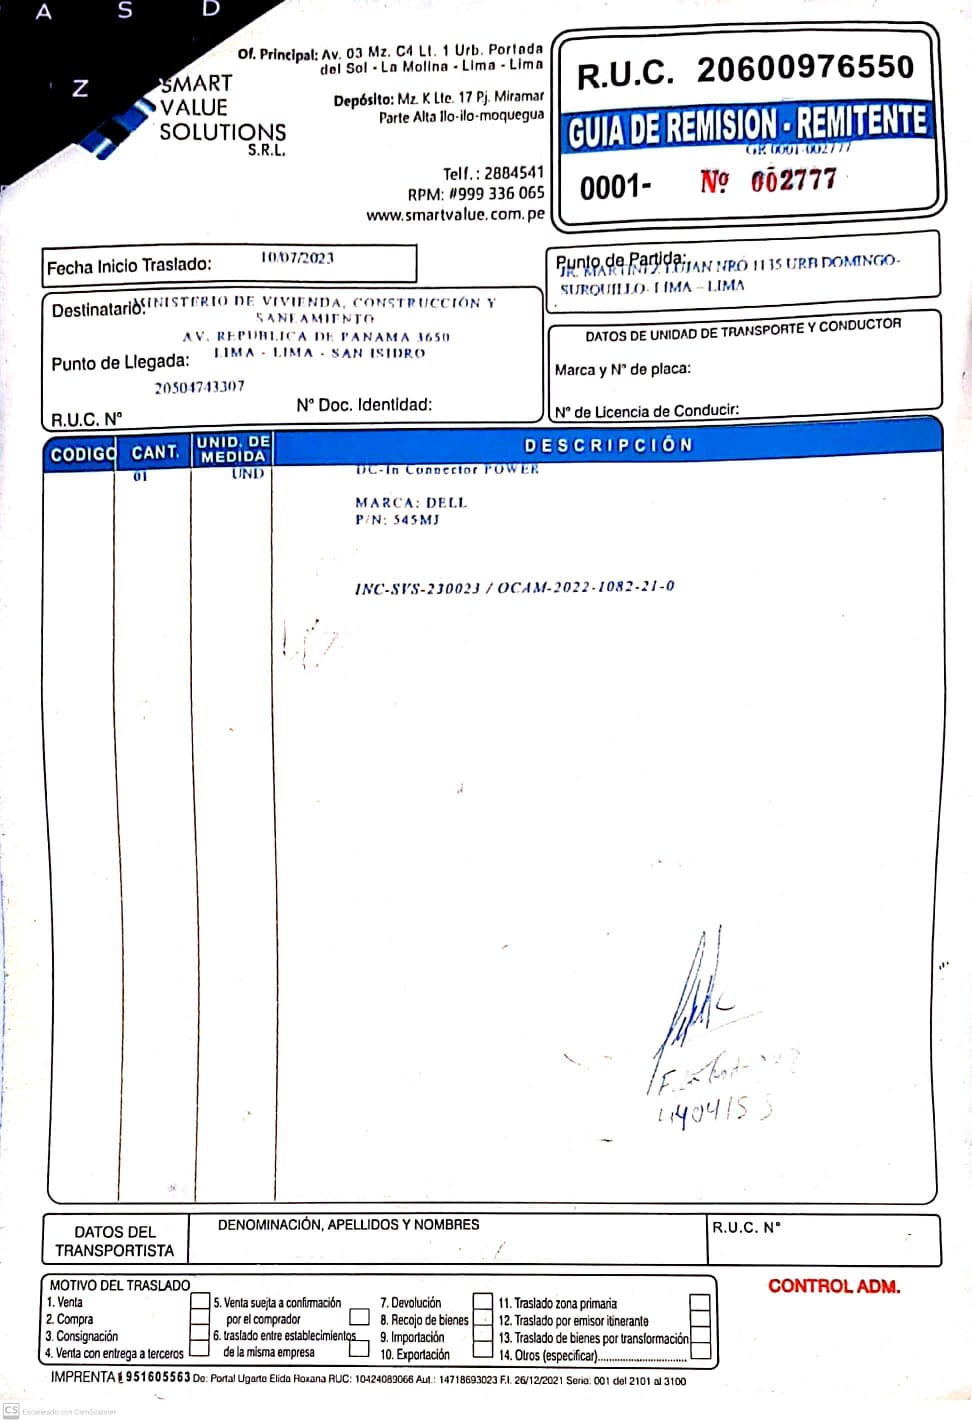 A S D
Z
SMART
VALUE
SOLUTIONS
S.R.L.
Of. Principal: Av. 03 Mz. C4 Lt. 1 Urb. Portada
del Sol - La Molina - Lima - Lima
Depósito: Mz. K Lte. 17 Pj. Miramar
Parte Alta Ilo-ilo-moquegua
Telf.: 2884541
RPM: #999 336 065
www.smartvalue.com.pe
R.U.C. 20600976550
GUIA DE REMISION - REMITENTE
GR 0001-002777
0001- Nº 002777
Fecha Inicio Traslado: 10/07/2023
Punto de Partida:
JR. MARTIN Z LUJAN NRO 1135 URB DOMINGO-
SURQUILLO- LIMA - LIMA
Destinatario: MINISTERIO DE VIVIENDA, CONSTRUCCIÓN Y
SANEAMIENTO
AV. REPUBLICA DE PANAMA 3650
Punto de Llegada: LIMA - LIMA - SAN ISIDRO
20504743307
R.U.C. Nº
Nº Doc. Identidad:
DATOS DE UNIDAD DE TRANSPORTE Y CONDUCTOR
Marca y Nº de placa:
Nº de Licencia de Conducir:
CODIGO CANT. UNID. DE MEDIDA DESCRIPCIÓN
01 UND DC-In Connector POWER
MARCA: DELL
P/N: 545MJ
INC-SVS-230023 / OCAM-2022-1082-21-0
DATOS DEL
TRANSPORTISTA
DENOMINACIÓN, APELLIDOS Y NOMBRES
R.U.C. Nº
MOTIVO DEL TRASLADO
1. Venta
2. Compra
3. Consignación
4. Venta con entrega a terceros
5. Venta suejta a confirmación
por el comprador
6. traslado entre establecimientos
de la misma empresa
7. Devolución
8. Recojo de bienes
9. Importación
10. Exportación
11. Traslado zona primaria
12. Traslado por emisor itinerante
13. Traslado de bienes por transformación
14. Otros (especificar)........................
CONTROL ADM.
IMPRENTA 951605563 De: Portal Ugarte Elida Roxana RUC: 10424089066 Aut.: 14718693023 F.I. 26/12/2021 Serie. 001 del 2101 al 3100
CS Escaneado con CamScanner